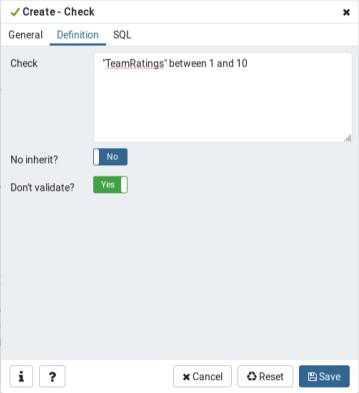 Create - Check
General Definition SQL
Check "TeamRatings" between 1 and 10
No inherit? No
Don't validate? Yes
i ? Cancel Reset Save